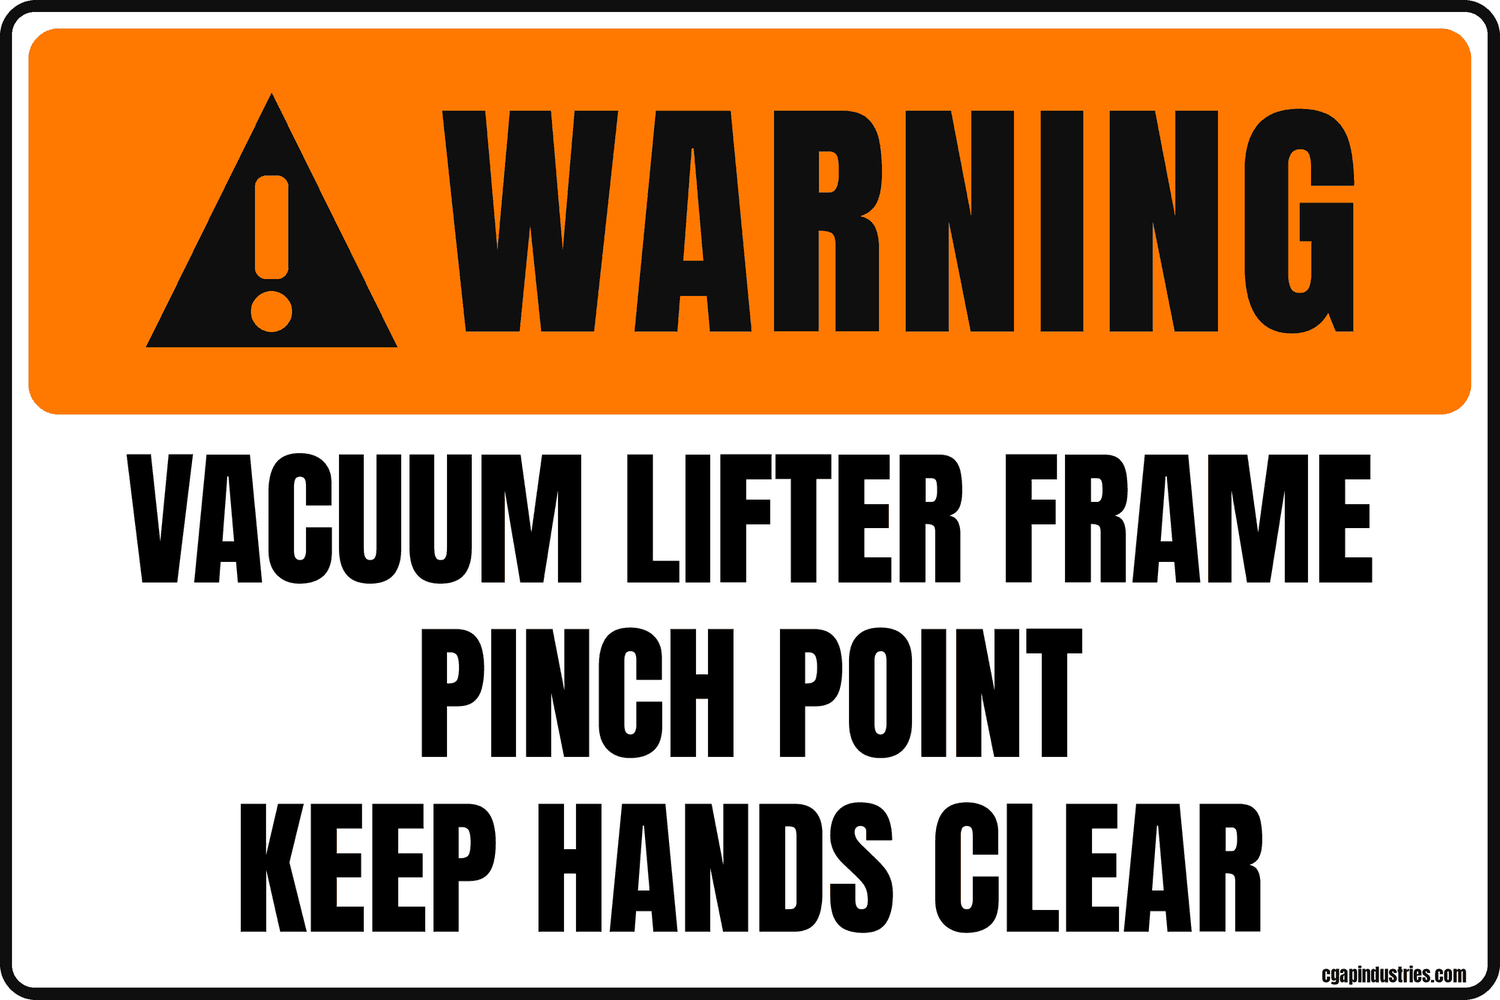 WARNING
VACUUM LIFTER FRAME
PINCH POINT
KEEP HANDS CLEAR
cgapindustries.com